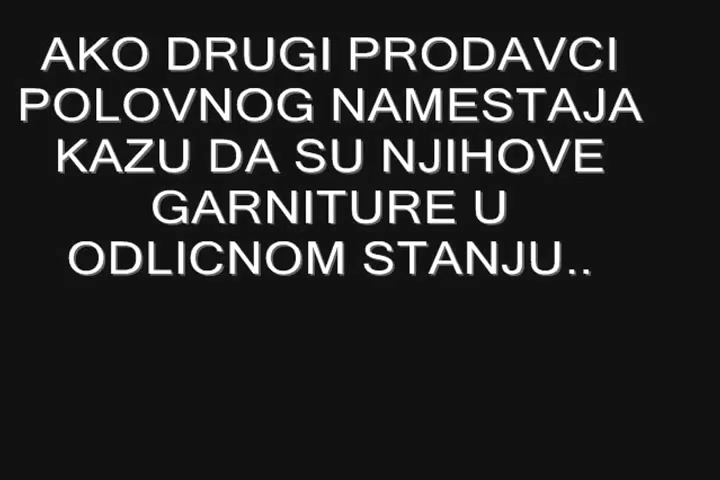 AKO DRUGI PRODAVCI
POLOVNOG NAMESTAJA
KAZU DA SU NJIHOVE
GARNITURE U
ODLICNOM STANJU..